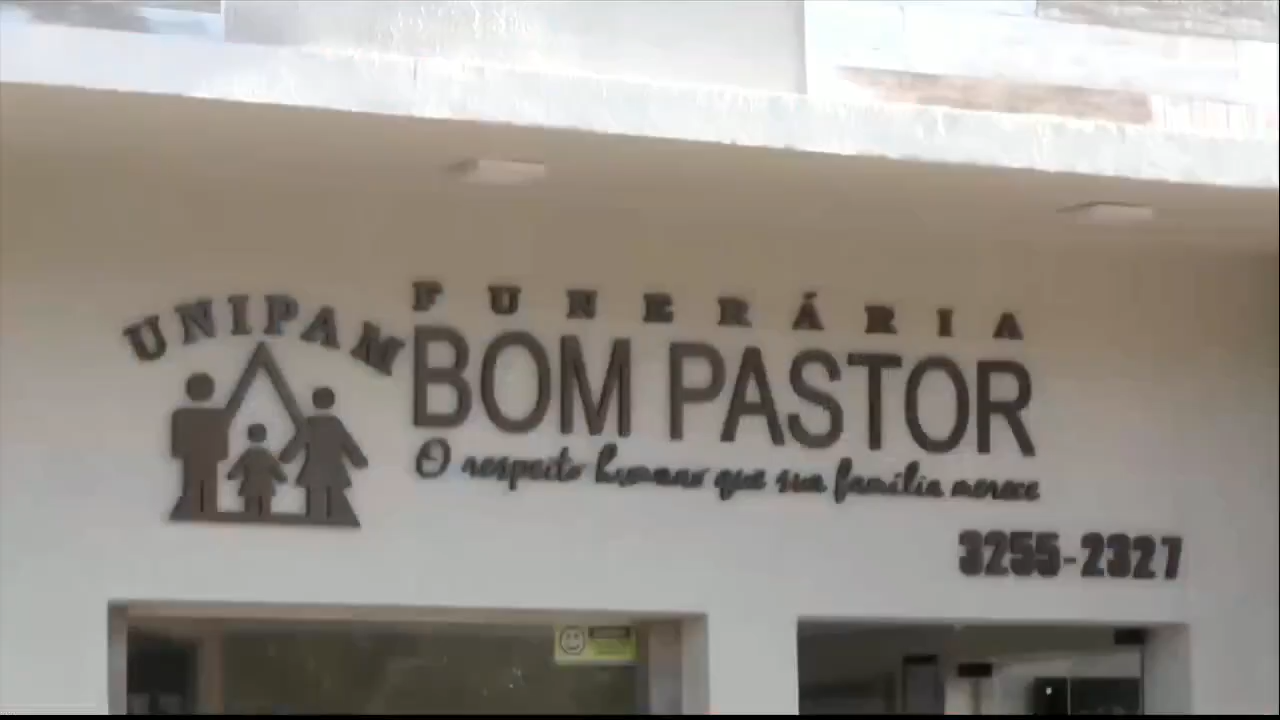 UNIPAM
FUNERÁRIA
BOM PASTOR
O respeito humano que sua família merece
3255-2327